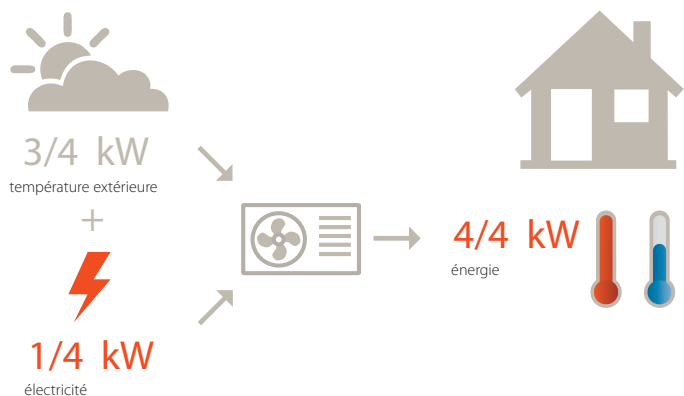 3/4 kW
température extérieure
+
1/4 kW
électricité
4/4 kW
énergie